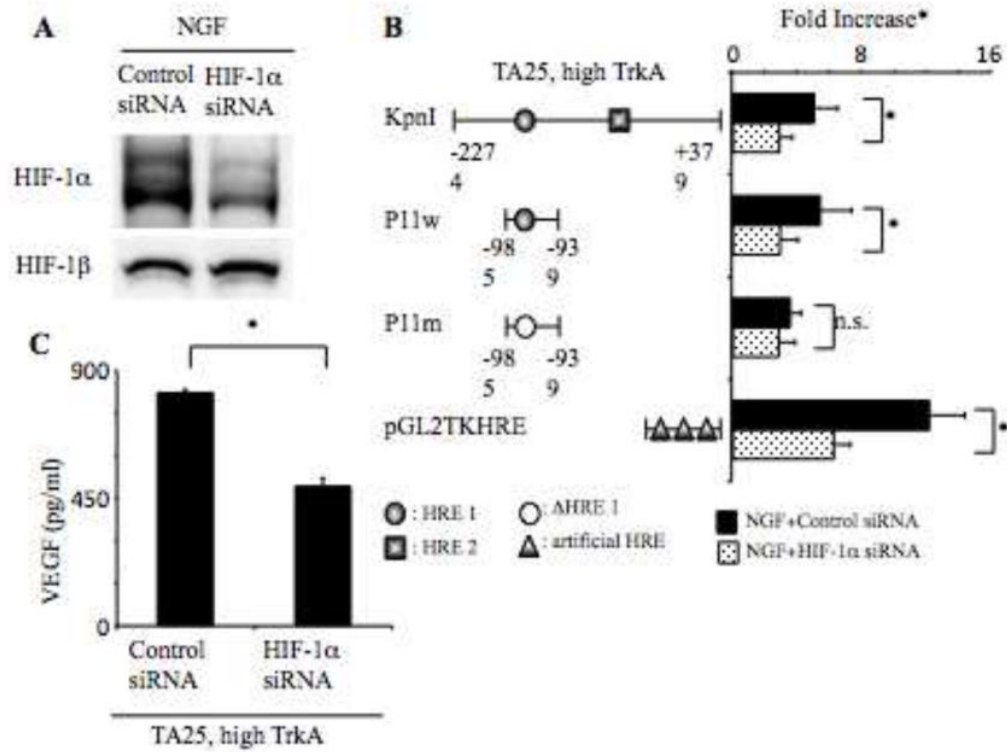 A
NGF
Control siRNA
HIF-1α siRNA
HIF-1α
HIF-1β
B
Fold Increase*
0 8 16
TA25, high TrkA
KpnI
-227
4
+37
9
*
P11w
-98
5
-93
9
*
P11m
-98
5
-93
9
n.s.
pGL2TKHRE
*
: HRE 1
: ΔHRE 1
: HRE 2
: artificial HRE
NGF+Control siRNA
NGF+HIF-1α siRNA
C
*
900
450
0
VEGF (pg/ml)
Control siRNA
HIF-1α siRNA
TA25, high TrkA